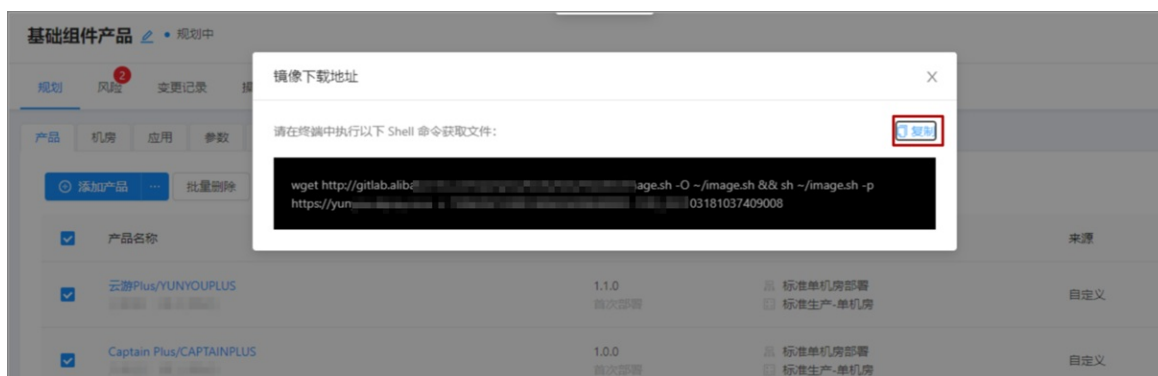 基础组件产品 规划中
镜像下载地址
规划 风险 2 变更记录
请在终端中执行以下 Shell 命令获取文件： 复制
产品 机房 应用 参数
添加产品 ··· 批量删除
wget http://gitlab.aliba age.sh -O ~/image.sh && sh ~/image.sh -p
https://yun 03181037409008
产品名称 来源
云游Plus/YUNYOUPLUS 1.1.0 标准单机房部署 自定义
首次部署 标准生产-单机房
Captain Plus/CAPTAINPLUS 1.0.0 标准单机房部署 自定义
首次部署 标准生产-单机房